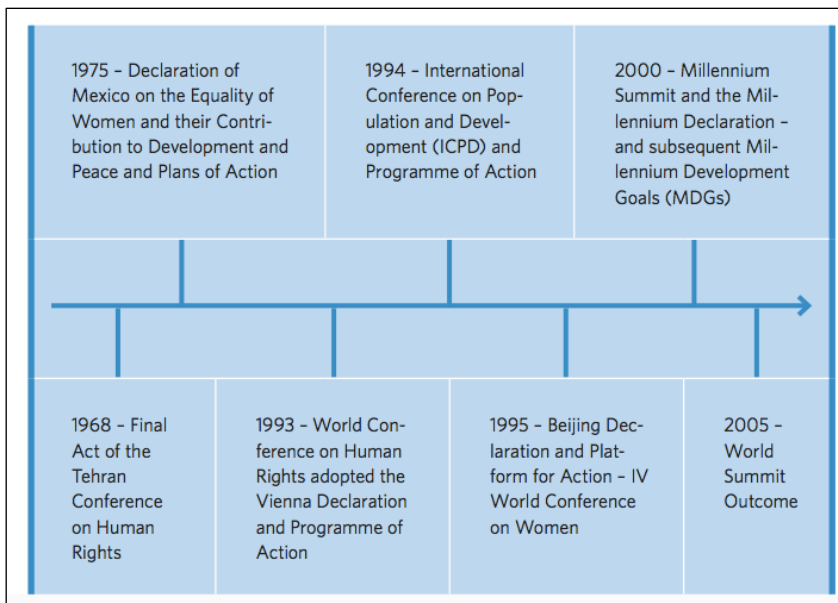 1975 – Declaration of
Mexico on the Equality of
Women and their Contri-
bution to Development and
Peace and Plans of Action
1994 – International
Conference on Pop-
ulation and Devel-
opment (ICPD) and
Programme of Action
2000 – Millennium
Summit and the Mil-
lennium Declaration –
and subsequent Mil-
lennium Development
Goals (MDGs)
1968 – Final
Act of the
Tehran
Conference
on Human
Rights
1993 – World Con-
ference on Human
Rights adopted the
Vienna Declaration
and Programme of
Action
1995 – Beijing Dec-
laration and Plat-
form for Action – IV
World Conference
on Women
2005 –
World
Summit
Outcome